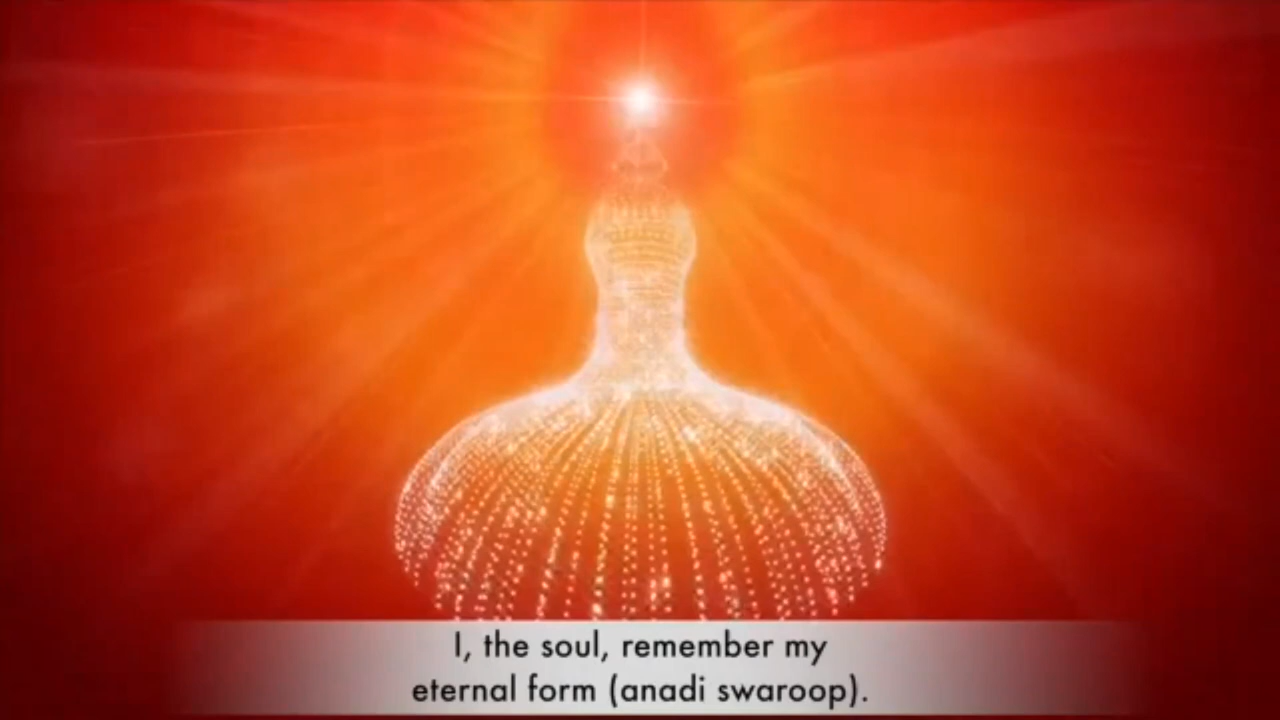 I, the soul, remember my
eternal form (anadi swaroop).